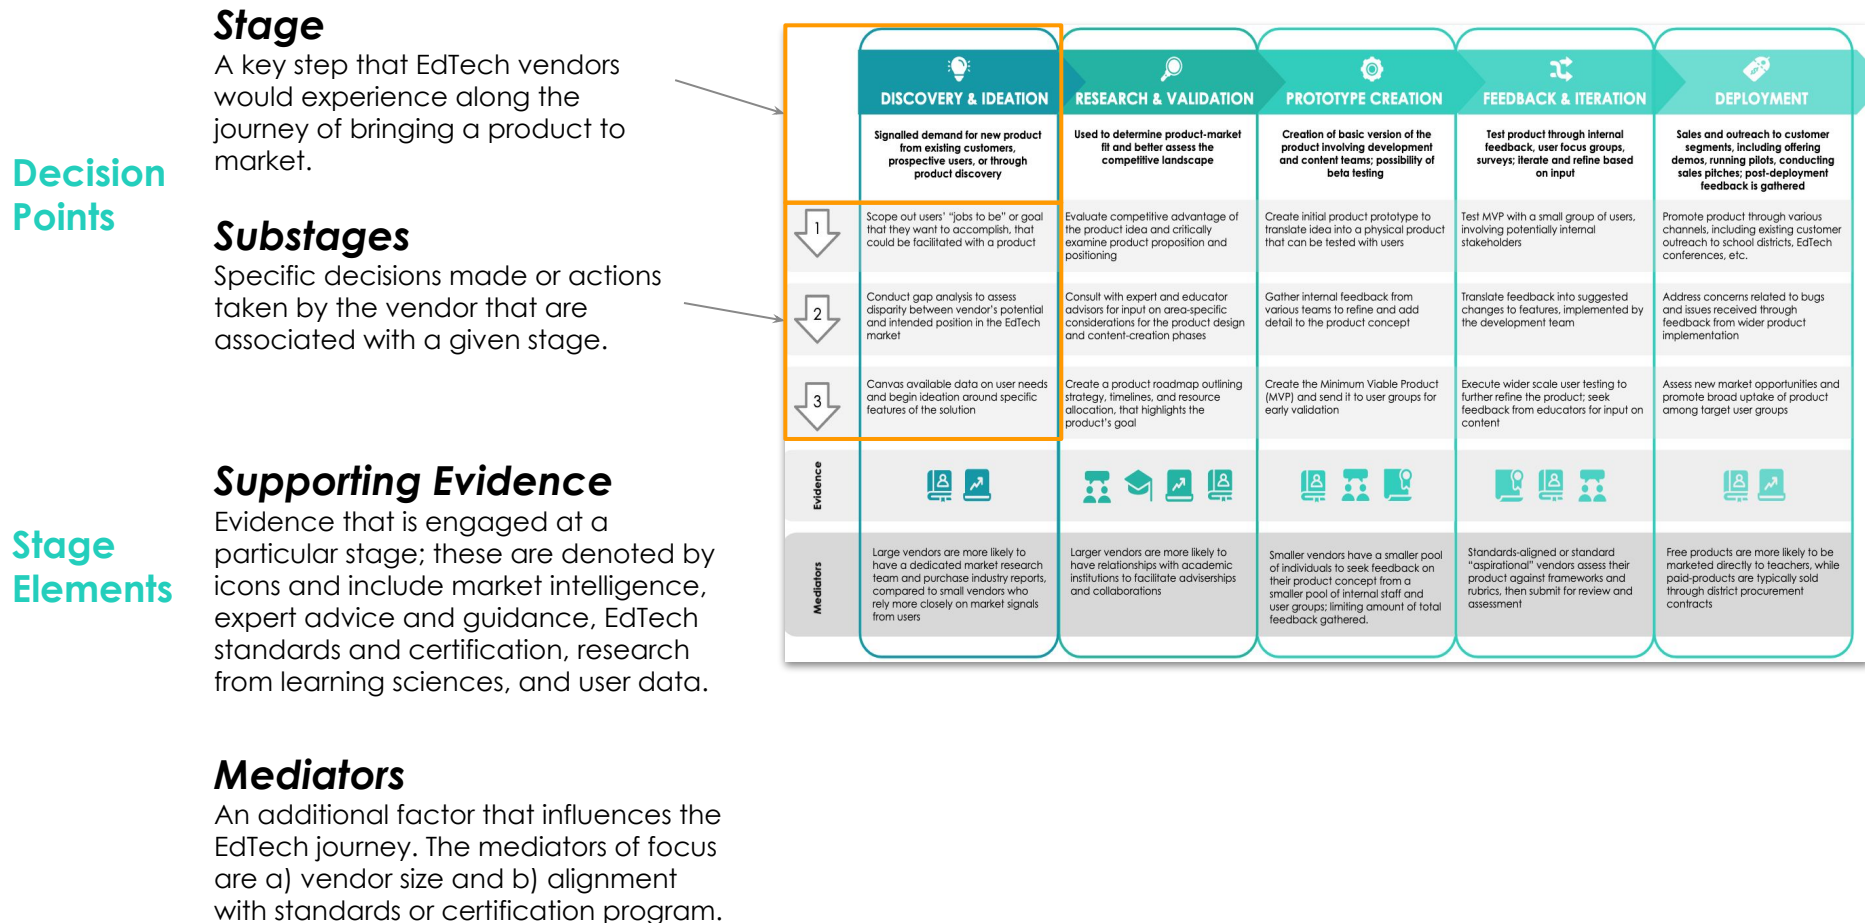 Decision
Points
Stage
A key step that EdTech vendors
would experience along the
journey of bringing a product to
market.
Substages
Specific decisions made or actions
taken by the vendor that are
associated with a given stage.
Stage
Elements
Supporting Evidence
Evidence that is engaged at a
particular stage; these are denoted by
icons and include market intelligence,
expert advice and guidance, EdTech
standards and certification, research
from learning sciences, and user data.
Mediators
An additional factor that influences the
EdTech journey. The mediators of focus
are a) vendor size and b) alignment
with standards or certification program.
DISCOVERY & IDEATION
RESEARCH & VALIDATION
PROTOTYPE CREATION
FEEDBACK & ITERATION
DEPLOYMENT
Signalled demand for new product
from existing customers,
prospective users, or through
product discovery
Used to determine product-market
fit and better assess the
competitive landscape
Creation of basic version of the
product involving development
and content teams; possibility of
beta testing
Test product through internal
feedback, user focus groups,
surveys; iterate and refine based
on input
Sales and outreach to customer
segments, including offering
demos, running pilots, conducting
sales pitches; post-deployment
feedback is gathered
1
Scope out users' “jobs to be” or goal
that they want to accomplish, that
could be facilitated with a product
Evaluate competitive advantage of
the product idea and critically
examine product proposition and
positioning
Create initial product prototype to
translate idea into a physical product
that can be tested with users
Test MVP with a small group of users,
involving potentially internal
stakeholders
Promote product through various
channels, including existing customer
outreach to school districts, EdTech
conferences, etc.
2
Conduct gap analysis to assess
disparity between vendor's potential
and intended position in the EdTech
market
Consult with expert and educator
advisors for input on area-specific
considerations for the product design
and content-creation phases
Gather internal feedback from
various teams to refine and add
detail to the product concept
Translate feedback into suggested
changes to features, implemented by
the development team
Address concerns related to bugs
and issues received through
feedback from wider product
implementation
3
Canvas available data on user needs
and begin ideation around specific
features of the solution
Create a product roadmap outlining
strategy, timelines, and resource
allocation, that highlights the
product's goal
Create the Minimum Viable Product
(MVP) and send it to user groups for
early validation
Execute wider scale user testing to
further refine the product; seek
feedback from educators for input on
content
Assess new market opportunities and
promote broad uptake of product
among target user groups
Evidence
Mediators
Large vendors are more likely to
have a dedicated market research
team and purchase industry reports,
compared to small vendors who
rely more closely on market signals
from users
Larger vendors are more likely to
have relationships with academic
institutions to facilitate adviserships
and collaborations
Smaller vendors have a smaller pool
of individuals to seek feedback on
their product concept from a
smaller pool of internal staff and
user groups; limiting amount of total
feedback gathered.
Standards-aligned or standard
“aspirational” vendors assess their
product against frameworks and
rubrics, then submit for review and
assessment
Free products are more likely to be
marketed directly to teachers, while
paid-products are typically sold
through district procurement
contracts